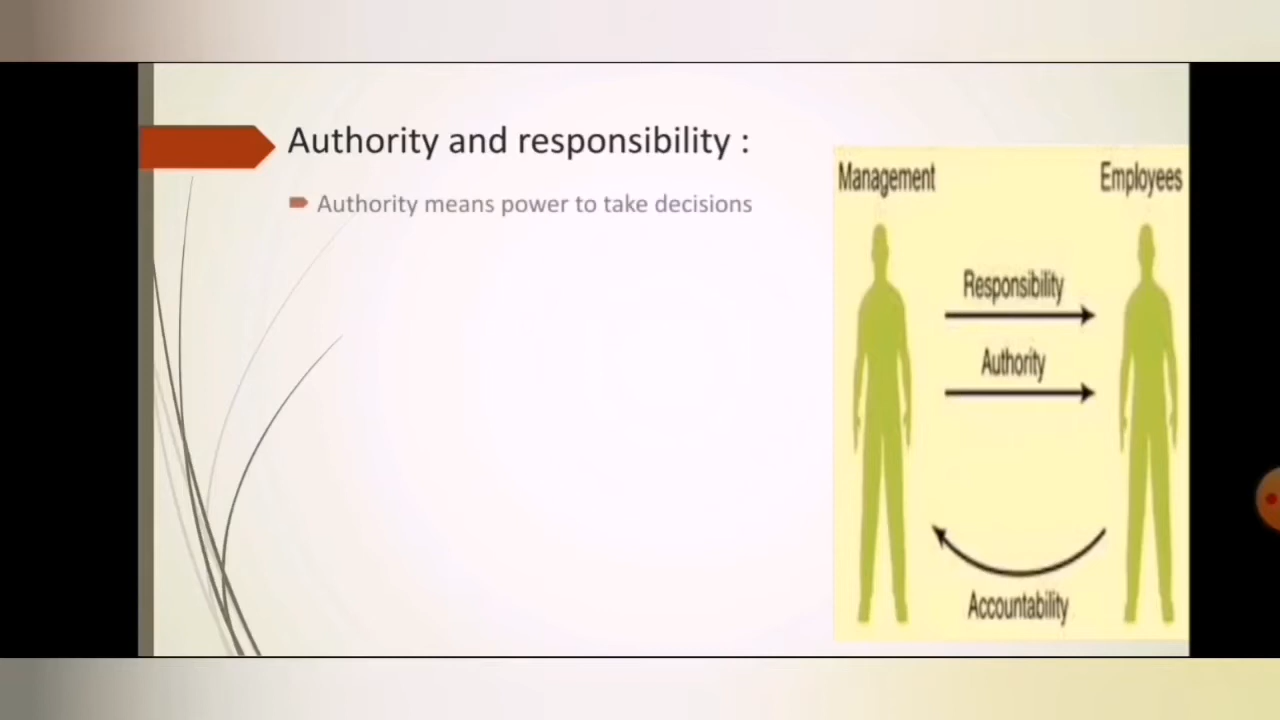 Authority and responsibility :
Authority means power to take decisions
Management
Employees
Responsibility
Authority
Accountability